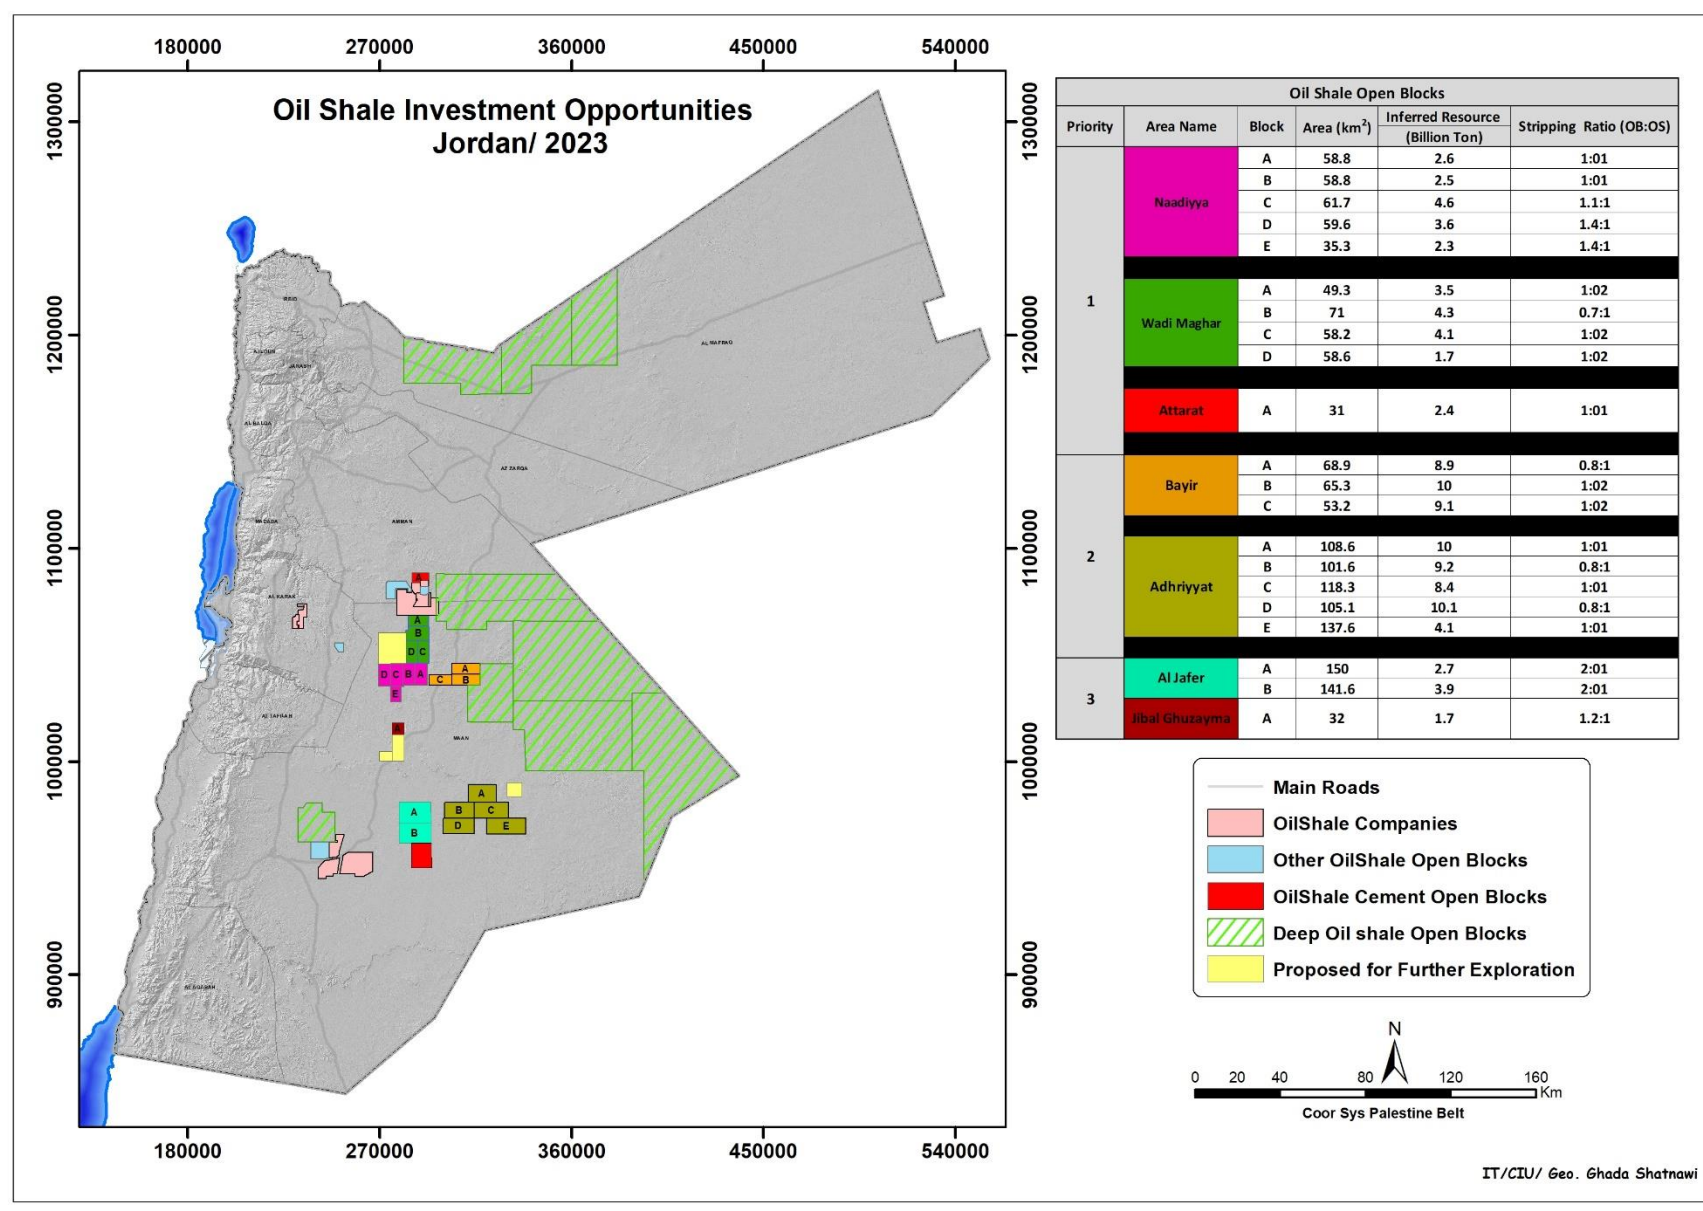 180000 270000 360000 450000 540000
Oil Shale Investment Opportunities
Jordan/ 2023
1300000
1200000
1100000
1000000
900000
1300000
1200000
1100000
1000000
900000
IRBID
AJLOUN
JARASH
AL BALQA
AL MAFRAQ
AZ ZARQA
MADABA
AMMAN
AL KARAK
AT TAFILAH
MAAN
AL AQABAH
A
A
B
D C
D C B A
E
A
C B
A
A
B C
D E
A
B
180000 270000 360000 450000 540000
Oil Shale Open Blocks
Priority Area Name Block Area (km²) Inferred Resource (Billion Ton) Stripping Ratio (OB:OS)
1 Naadiyya A 58.8 2.6 1:01
B 58.8 2.5 1:01
C 61.7 4.6 1.1:1
D 59.6 3.6 1.4:1
E 35.3 2.3 1.4:1
Wadi Maghar A 49.3 3.5 1:02
B 71 4.3 0.7:1
C 58.2 4.1 1:02
D 58.6 1.7 1:02
Attarat A 31 2.4 1:01
2 Bayir A 68.9 8.9 0.8:1
B 65.3 10 1:02
C 53.2 9.1 1:02
Adhriyyat A 108.6 10 1:01
B 101.6 9.2 0.8:1
C 118.3 8.4 1:01
D 105.1 10.1 0.8:1
E 137.6 4.1 1:01
3 Al Jafer A 150 2.7 2:01
B 141.6 3.9 2:01
Jibal Ghuzayma A 32 1.7 1.2:1
Main Roads
OilShale Companies
Other OilShale Open Blocks
OilShale Cement Open Blocks
Deep Oil shale Open Blocks
Proposed for Further Exploration
N
0 20 40 80 120 160
Km
Coor Sys Palestine Belt
IT/CIU/ Geo. Ghada Shatnawi